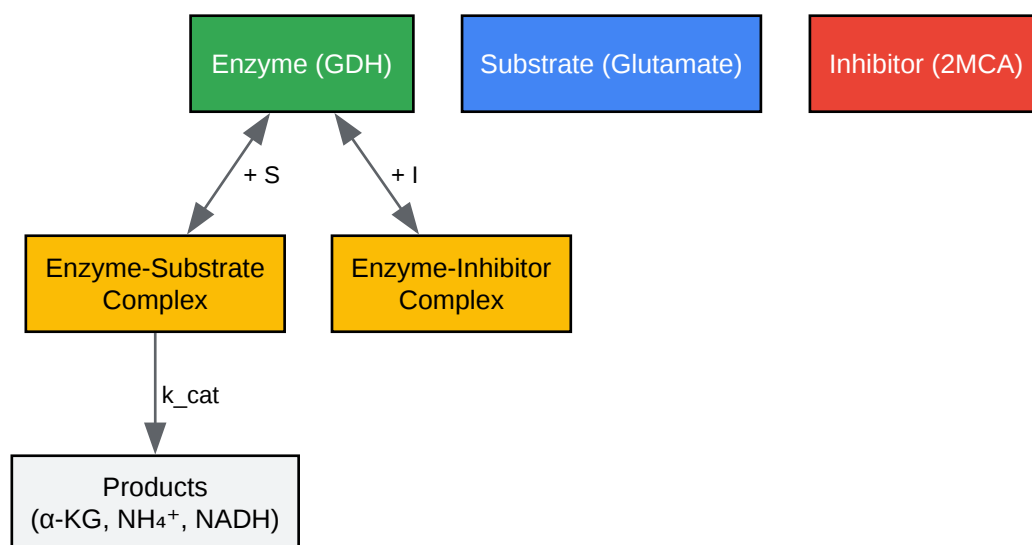 Enzyme (GDH)
Substrate (Glutamate)
Inhibitor (2MCA)
+ S
+ I
Enzyme-Substrate
Complex
Enzyme-Inhibitor
Complex
k_cat
Products
(α-KG, NH₄⁺, NADH)